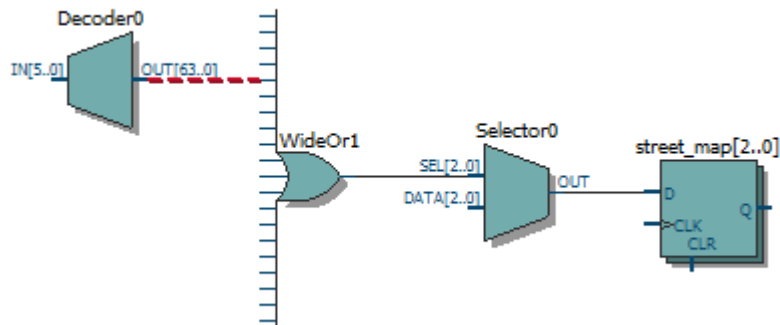 Decoder0
IN[5..0]
OUT[63..0]
WideOr1
Selector0
SEL[2..0]
DATA[2..0]
OUT
street_map[2..0]
D
Q
CLK
CLR